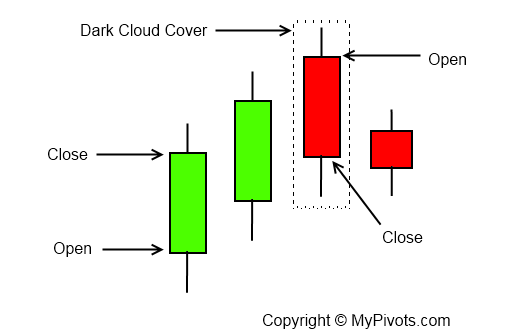 Dark Cloud Cover
Open
Close
Open
Close
Copyright © MyPivots.com